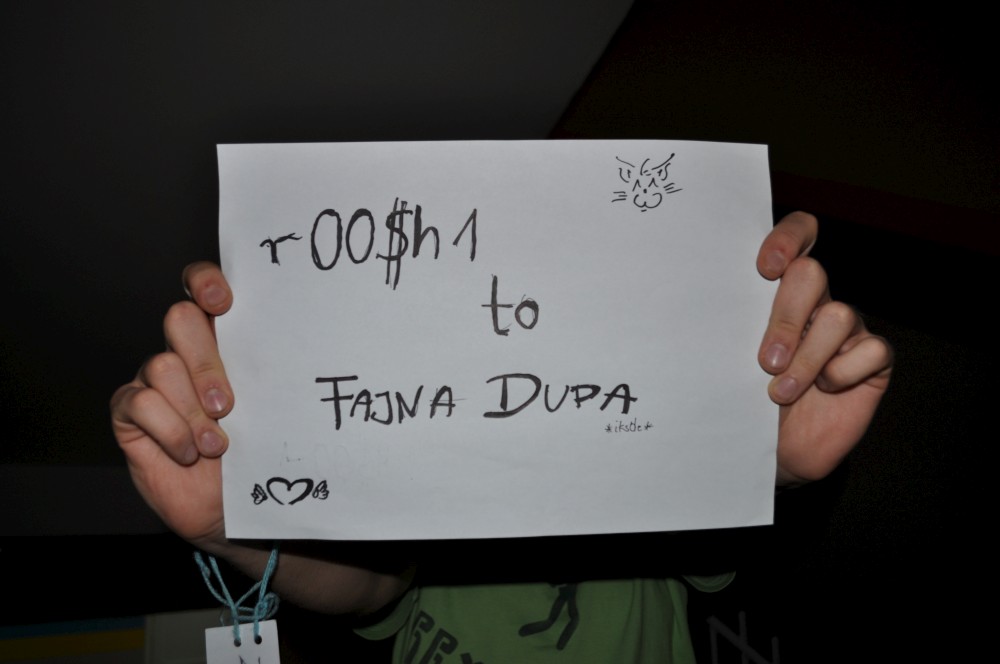 r00$h1
to
FAJNA DUPA